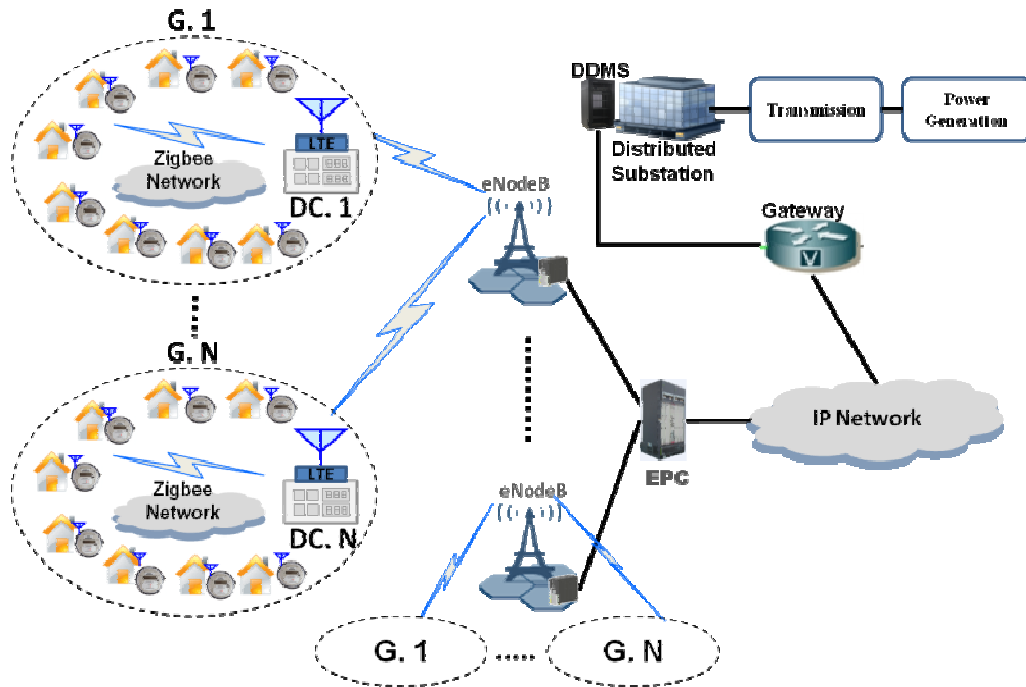 G. 1
LTE
Zigbee
Network
DC. 1
G. N
LTE
Zigbee
Network
DC. N
eNodeB
eNodeB
G. 1
G. N
EPC
IP Network
Gateway
DDMS
Distributed
Substation
Transmission
Power
Generation